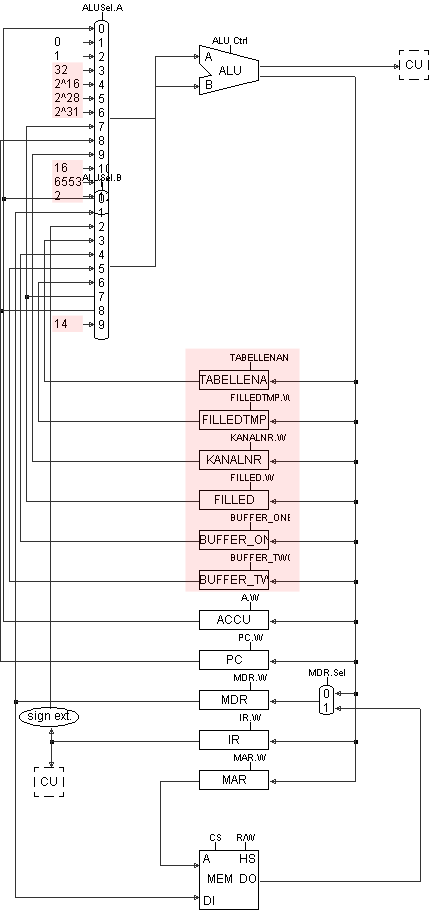 ALUSel.A
0
0
1
1
2
32
3
2^16
4
2^28
5
2^31
6
7
8
9
16
10
6553
ALUSel.B
2
0
1
2
3
4
5
6
7
8
14
9
ALU Ctrl
A
ALU
B
CU
TABELLENAN
TABELLENA
FILLEDTMP.W
FILLEDTMP
KANALNR.W
KANALNR
FILLED.W
FILLED
BUFFER_ONE
BUFFER_ON
BUFFER_TWO
BUFFER_TW
A.W
ACCU
PC.W
PC
MDR.W
MDR.Sel
MDR
0
1
sign ext.
IR.W
IR
MAR.W
CU
MAR
CS R/W
A HS
MEM DO
DI